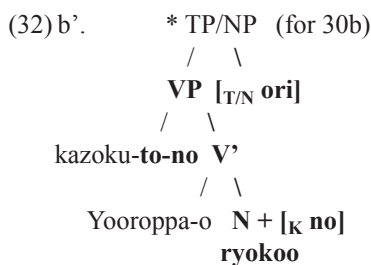 (32) b’. * TP/NP (for 30b)
/ \
VP [T/N ori]
/ \
kazoku-to-no V’
/ \
Yooroppa-o N + [K no]
ryokoo